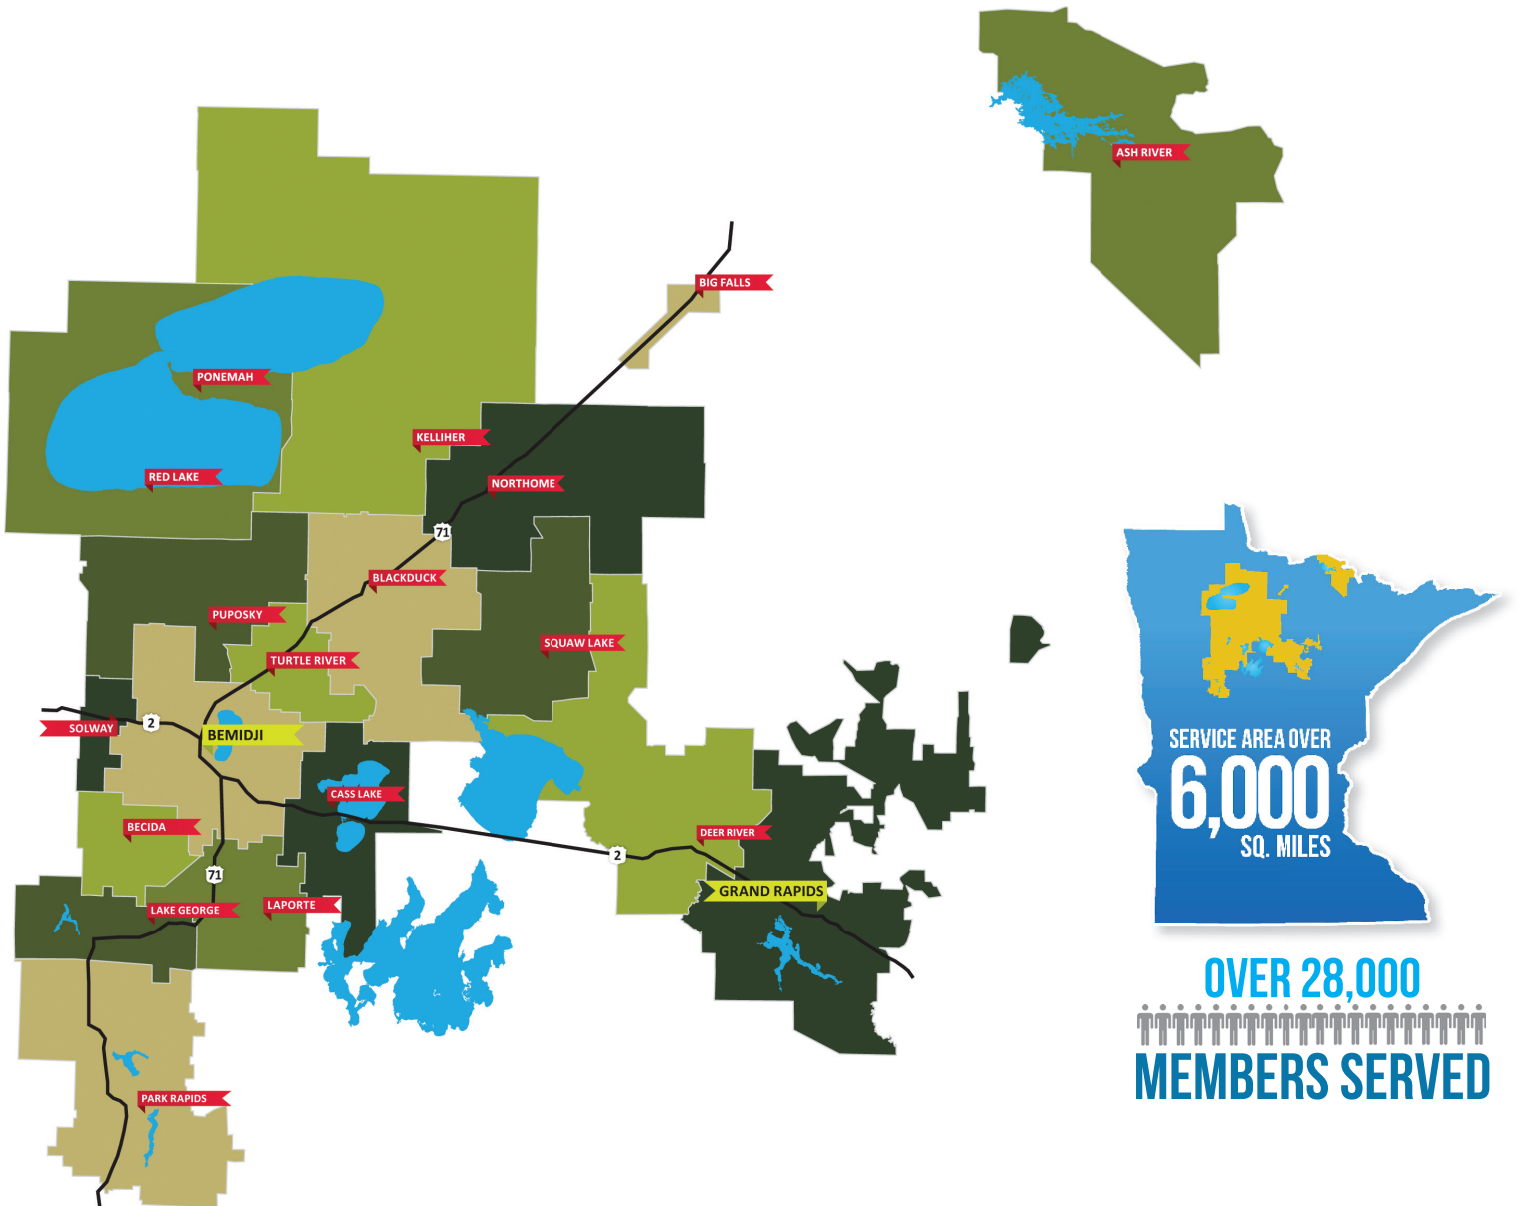 ASH RIVER
BIG FALLS
PONEMAH
KELLIHER
RED LAKE
NORTHOME
71
BLACKDUCK
PUPOSKY
SQUAW LAKE
TURTLE RIVER
2
SOLWAY
BEMIDJI
CASS LAKE
BECIDA
DEER RIVER
2
71
GRAND RAPIDS
LAKE GEORGE
LAPORTE
PARK RAPIDS
SERVICE AREA OVER
6,000
SQ. MILES
OVER 28,000
MEMBERS SERVED